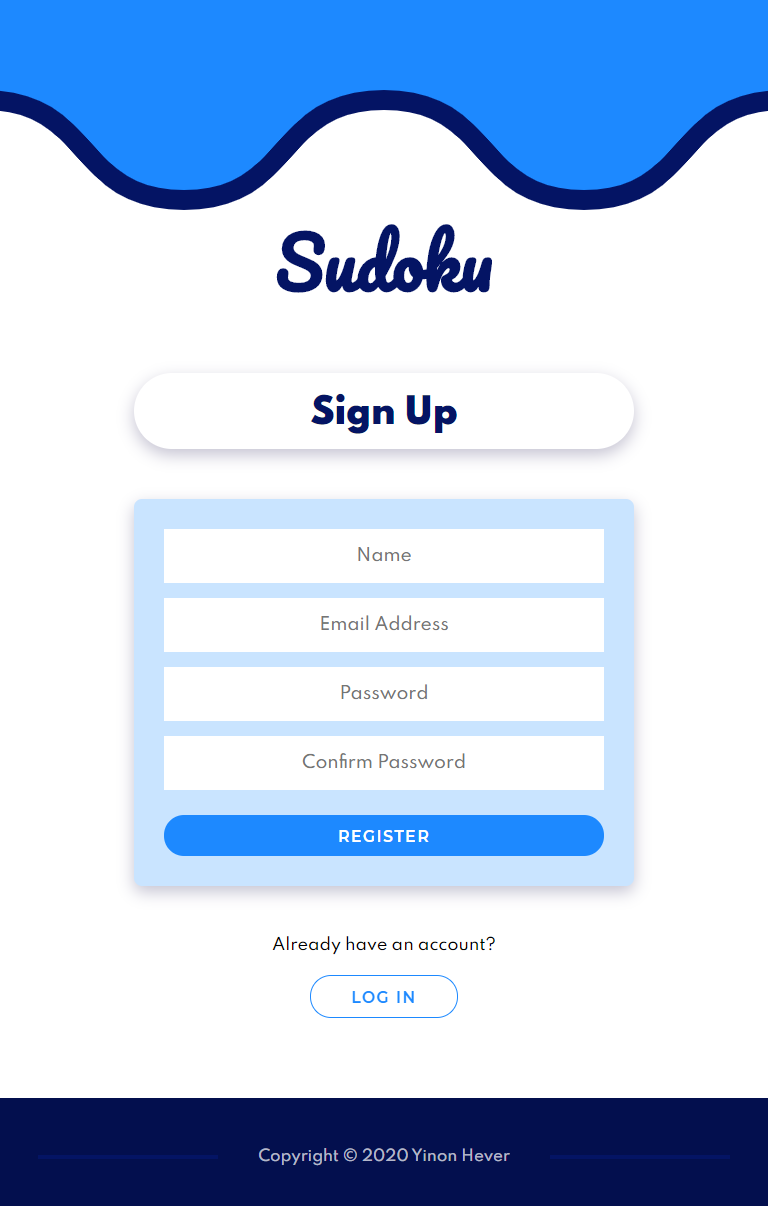 Sudoku
Sign Up
Name
Email Address
Password
Confirm Password
REGISTER
Already have an account?
LOG IN
Copyright © 2020 Yinon Hever